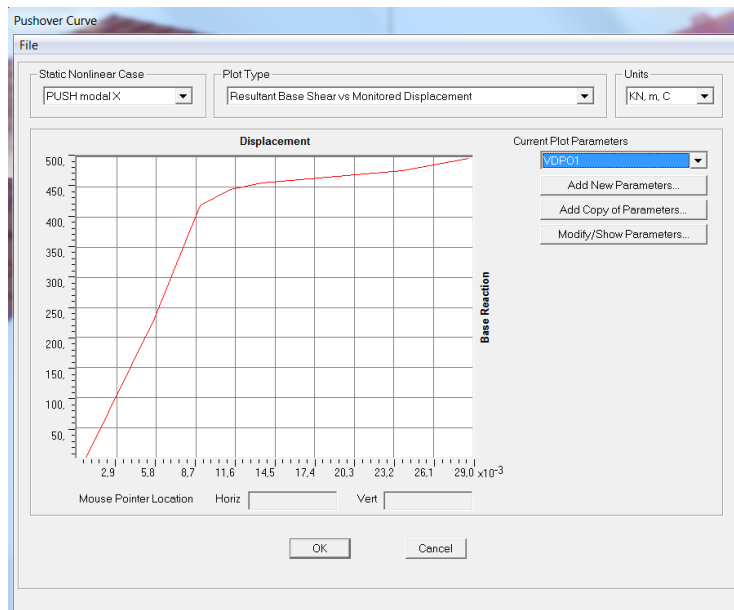 Pushover Curve
File
Static Nonlinear Case
PUSH modal X
Plot Type
Resultant Base Shear vs Monitored Displacement
Units
KN, m, C
Displacement
500,
450,
400,
350,
300,
250,
200,
150,
100,
50,
2,9 5,8 8,7 11,6 14,5 17,4 20,3 23,2 26,1 29,0 x10-3
Base Reaction
Current Plot Parameters
VDPO1
Add New Parameters...
Add Copy of Parameters...
Modify/Show Parameters...
Mouse Pointer Location Horiz Vert
OK Cancel